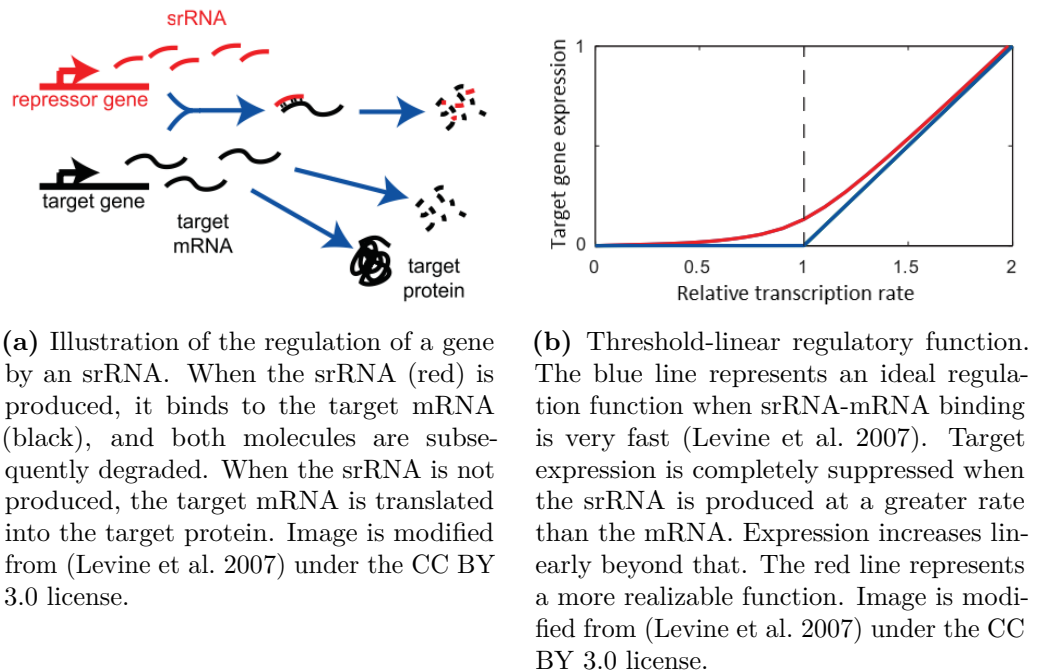 srRNA
repressor gene
target gene
target
mRNA
target
protein
1
Target gene expression
0
0
0.5
1
1.5
2
Relative transcription rate
(a) Illustration of the regulation of a gene
by an srRNA. When the srRNA (red) is
produced, it binds to the target mRNA
(black), and both molecules are subse-
quently degraded. When the srRNA is not
produced, the target mRNA is translated
into the target protein. Image is modified
from (Levine et al. 2007) under the CC BY
3.0 license.
(b) Threshold-linear regulatory function.
The blue line represents an ideal regula-
tion function when srRNA-mRNA binding
is very fast (Levine et al. 2007). Target
expression is completely suppressed when
the srRNA is produced at a greater rate
than the mRNA. Expression increases lin-
early beyond that. The red line represents
a more realizable function. Image is modi-
fied from (Levine et al. 2007) under the CC
BY 3.0 license.